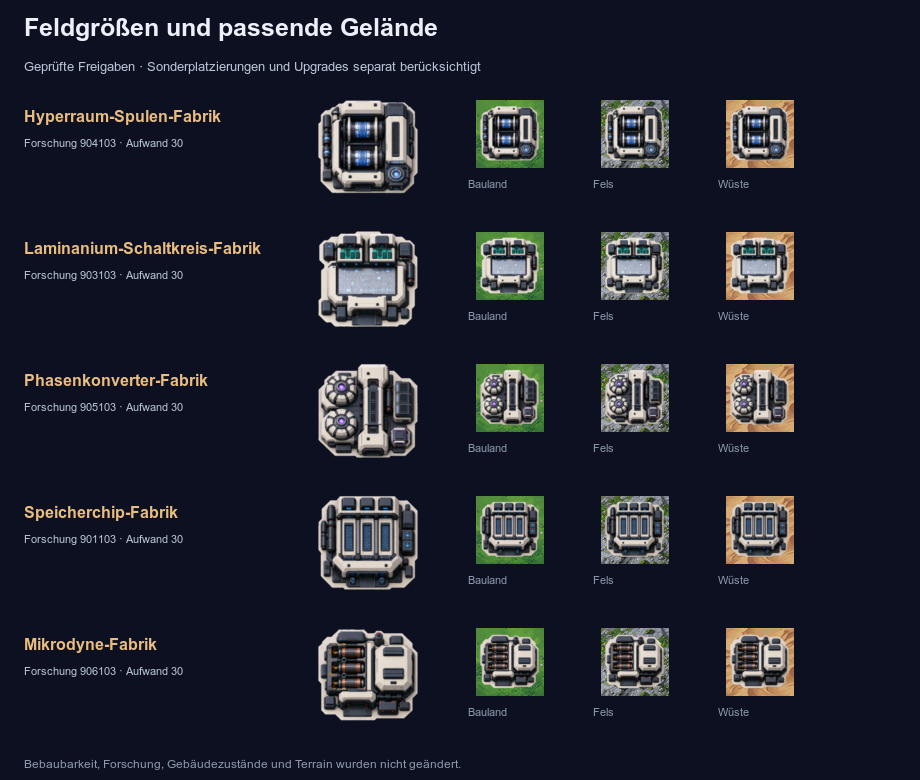 Feldgrößen und passende Gelände
Geprüfte Freigaben · Sonderplatzierungen und Upgrades separat berücksichtigt
Hyperraum-Spulen-Fabrik
Forschung 904103 · Aufwand 30
Bauland Fels Wüste
Laminanium-Schaltkreis-Fabrik
Forschung 903103 · Aufwand 30
Bauland Fels Wüste
Phasenkonverter-Fabrik
Forschung 905103 · Aufwand 30
Bauland Fels Wüste
Speicherchip-Fabrik
Forschung 901103 · Aufwand 30
Bauland Fels Wüste
Mikrodyne-Fabrik
Forschung 906103 · Aufwand 30
Bauland Fels Wüste
Bebaubarkeit, Forschung, Gebäudezustände und Terrain wurden nicht geändert.